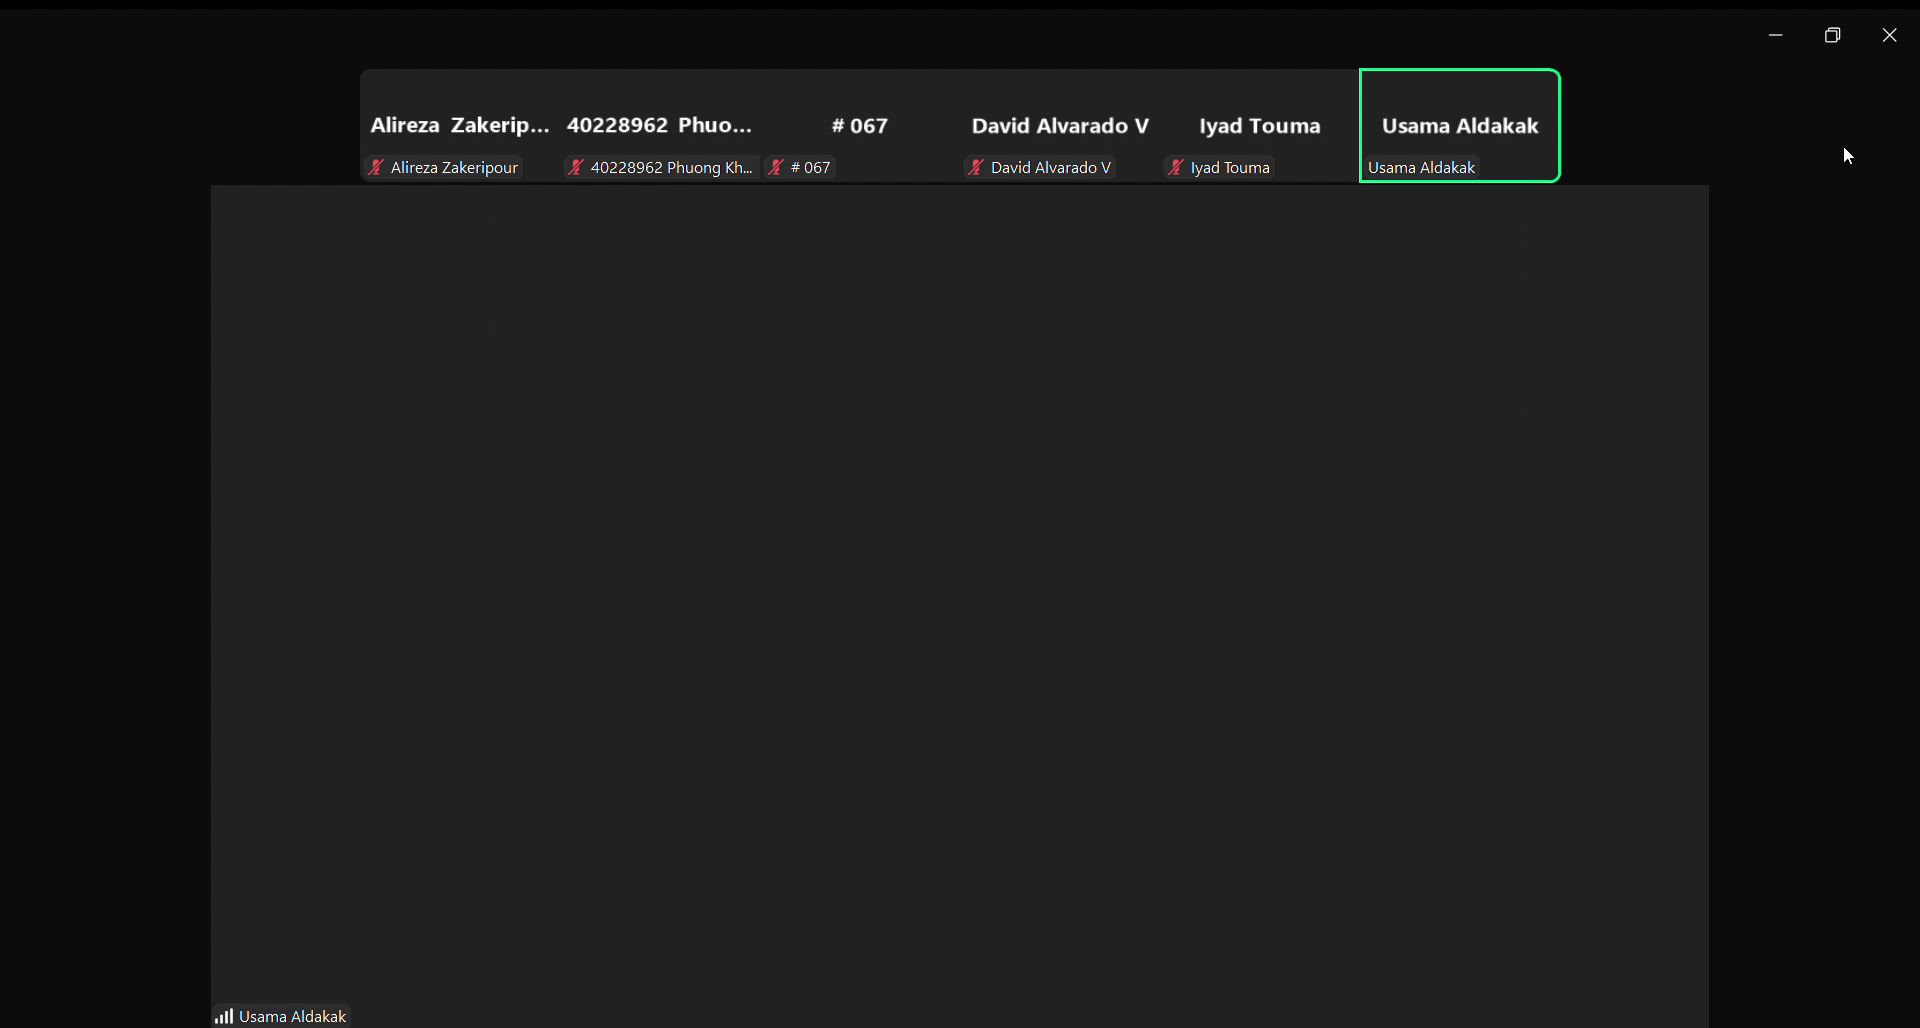 Alireza Zakerip... 40228962 Phuo... # 067 David Alvarado V Iyad Touma Usama Aldakak
Alireza Zakeripour 40228962 Phuong Kh... # 067 David Alvarado V Iyad Touma Usama Aldakak
Usama Aldakak